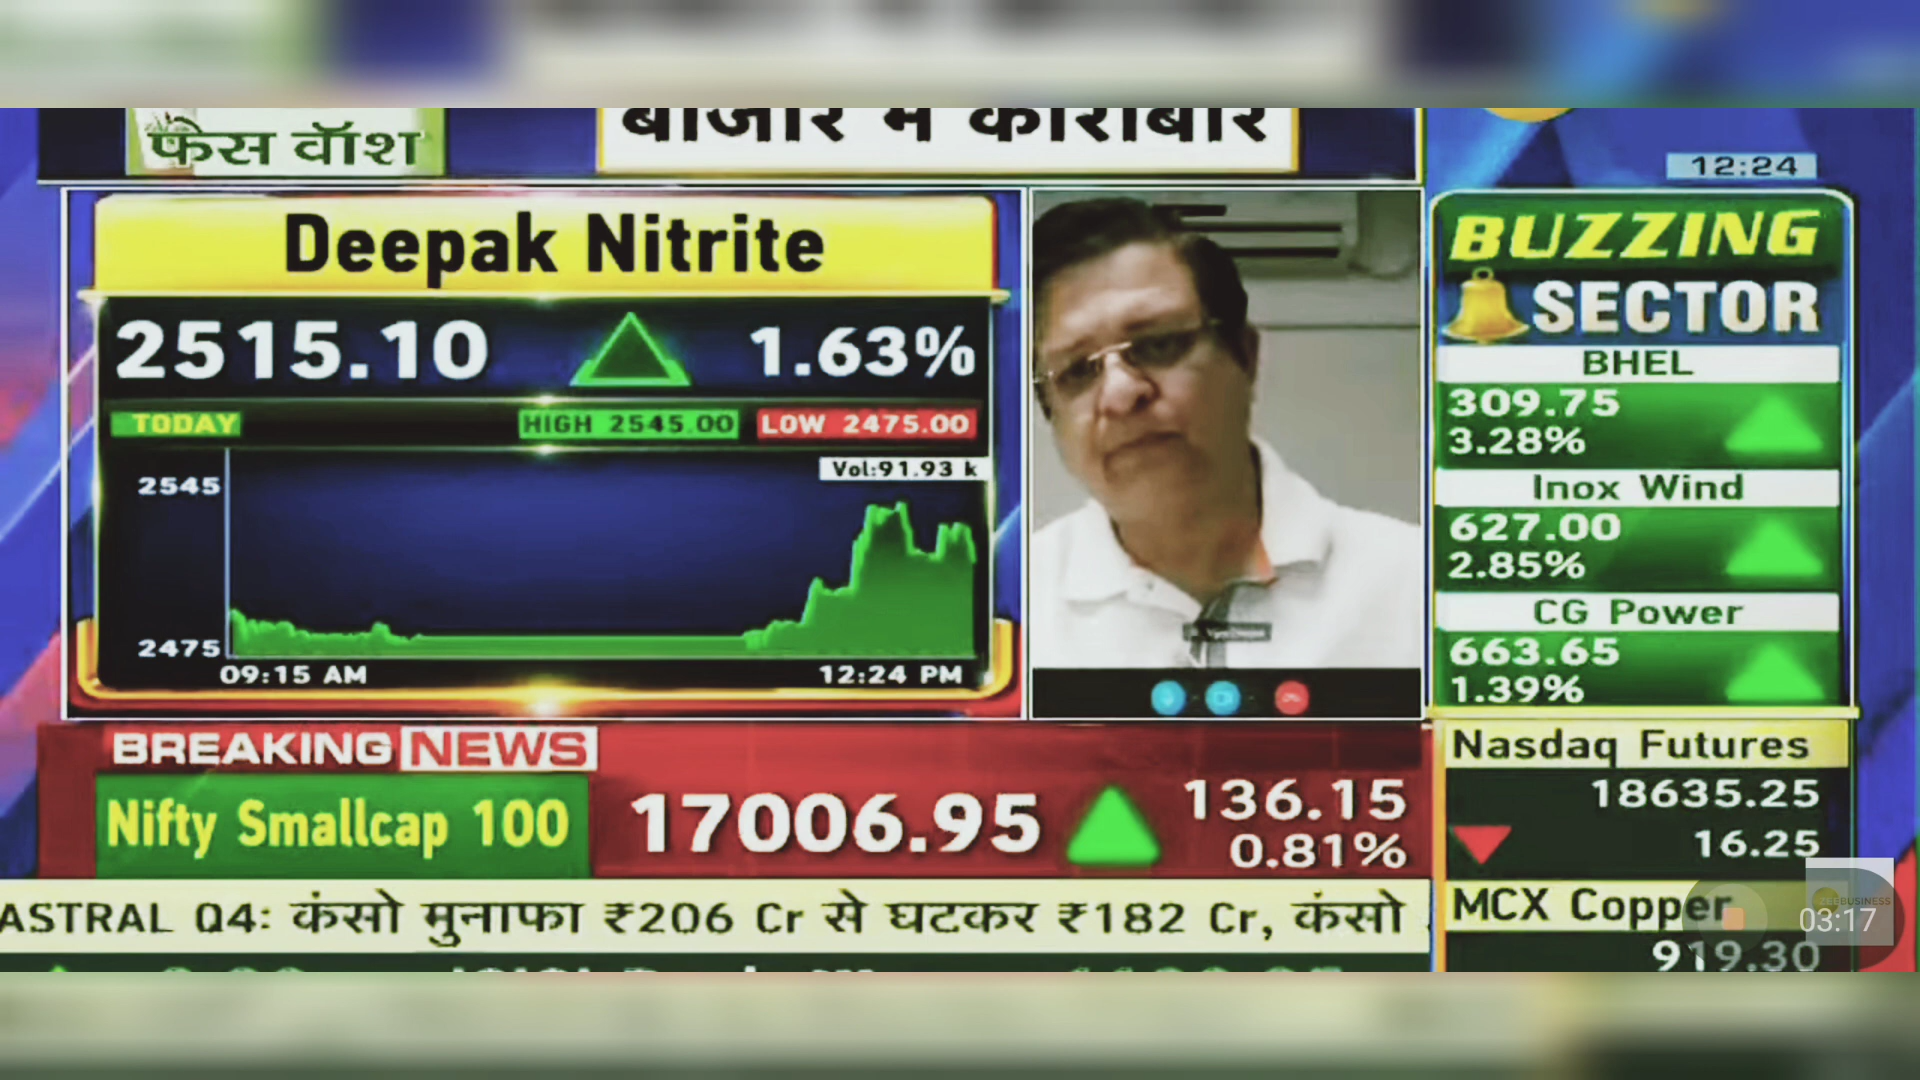 फेस वॉश
बाजार में कारोबार
12:24
Deepak Nitrite
2515.10 1.63%
TODAY HIGH 2545.00 LOW 2475.00
Vol:91.93 k
2545
2475
09:15 AM 12:24 PM
BUZZING
SECTOR
BHEL
309.75
3.28%
Inox Wind
627.00
2.85%
CG Power
663.65
1.39%
BREAKING NEWS
Nifty Smallcap 100
17006.95
136.15
0.81%
Nasdaq Futures
18635.25
16.25
ASTRAL Q4: कंसो मुनाफा ₹206 Cr से घटकर ₹182 Cr, कंसो
MCX Copper
919.30
ZEEBUSINESS
03:17